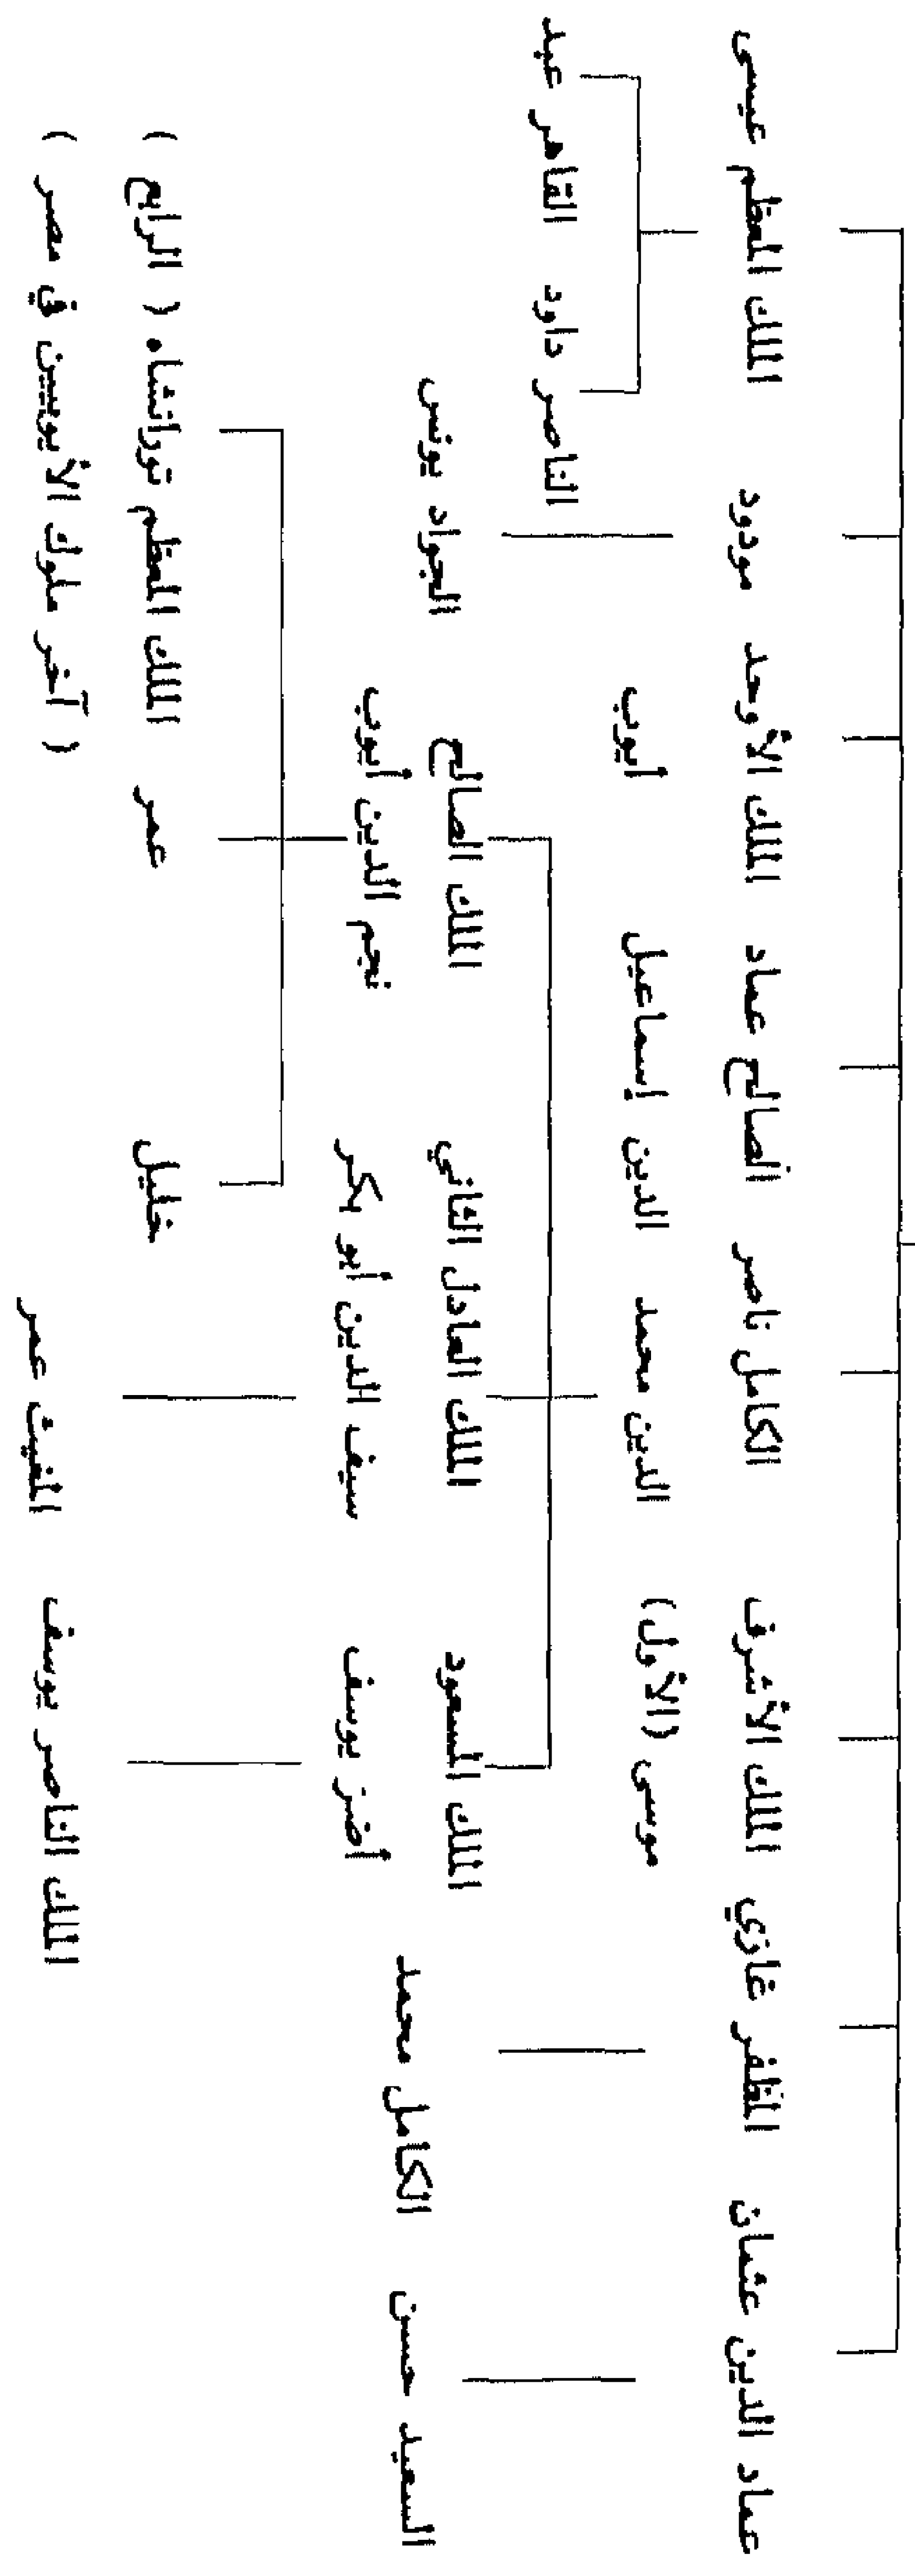 عماد الدين عثمان المظفر غازي الملك الأشرف الكامل ناصر الصالح عماد الملك الأوحد مودود الملك المعظم عيسى
موسى (الأول) الدين محمد الدين إسماعيل أيوب
الناصر داود القاهر عبد
السعيد حسن الكامل محمد الملك المسعود الملك العادل الثاني الملك الصالح الجواد يونس
أضز يوسف سيف الدين أبو بكر نجم الدين أيوب
خليل عمر الملك المعظم تورانشاه ( الرابع )
الملك الناصر يوسف المغيث عمر ( آخر ملوك الأيوبيين في مصر )